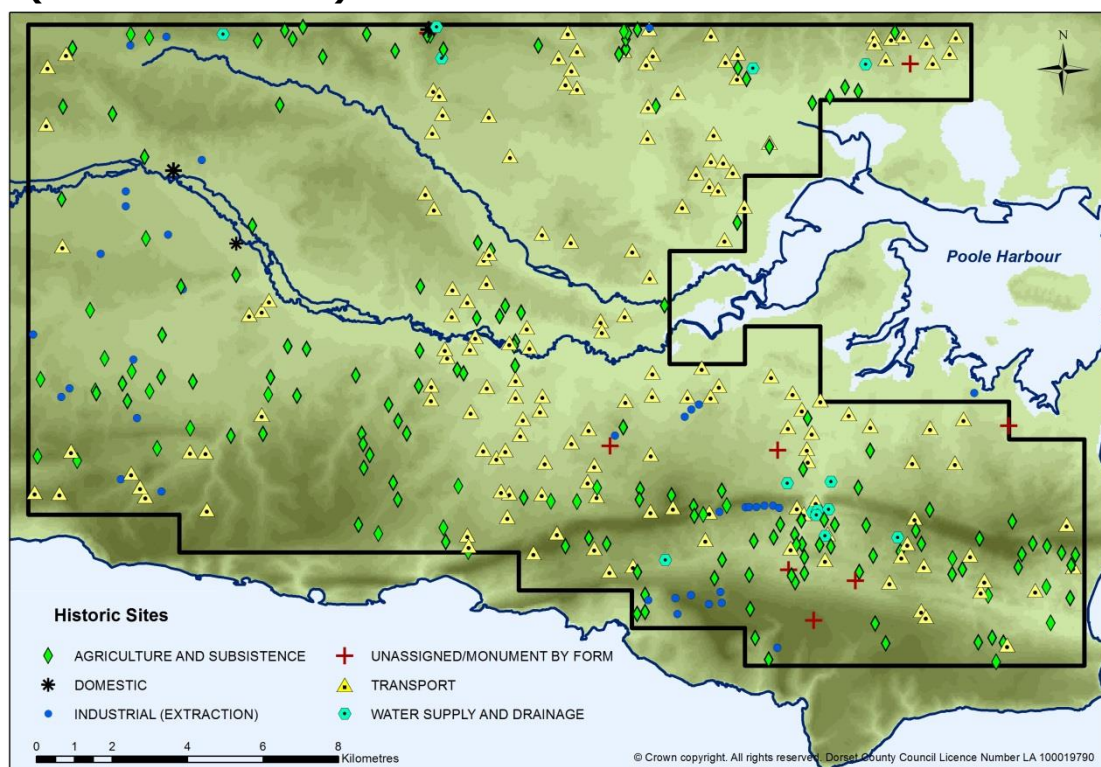 N
Poole Harbour
Historic Sites
AGRICULTURE AND SUBSISTENCE
DOMESTIC
INDUSTRIAL (EXTRACTION)
UNASSIGNED/MONUMENT BY FORM
TRANSPORT
WATER SUPPLY AND DRAINAGE
0 2 4 6 8
Kilometres
© Crown copyright. All rights reserved. Dorset County Council Licence Number LA 100019790